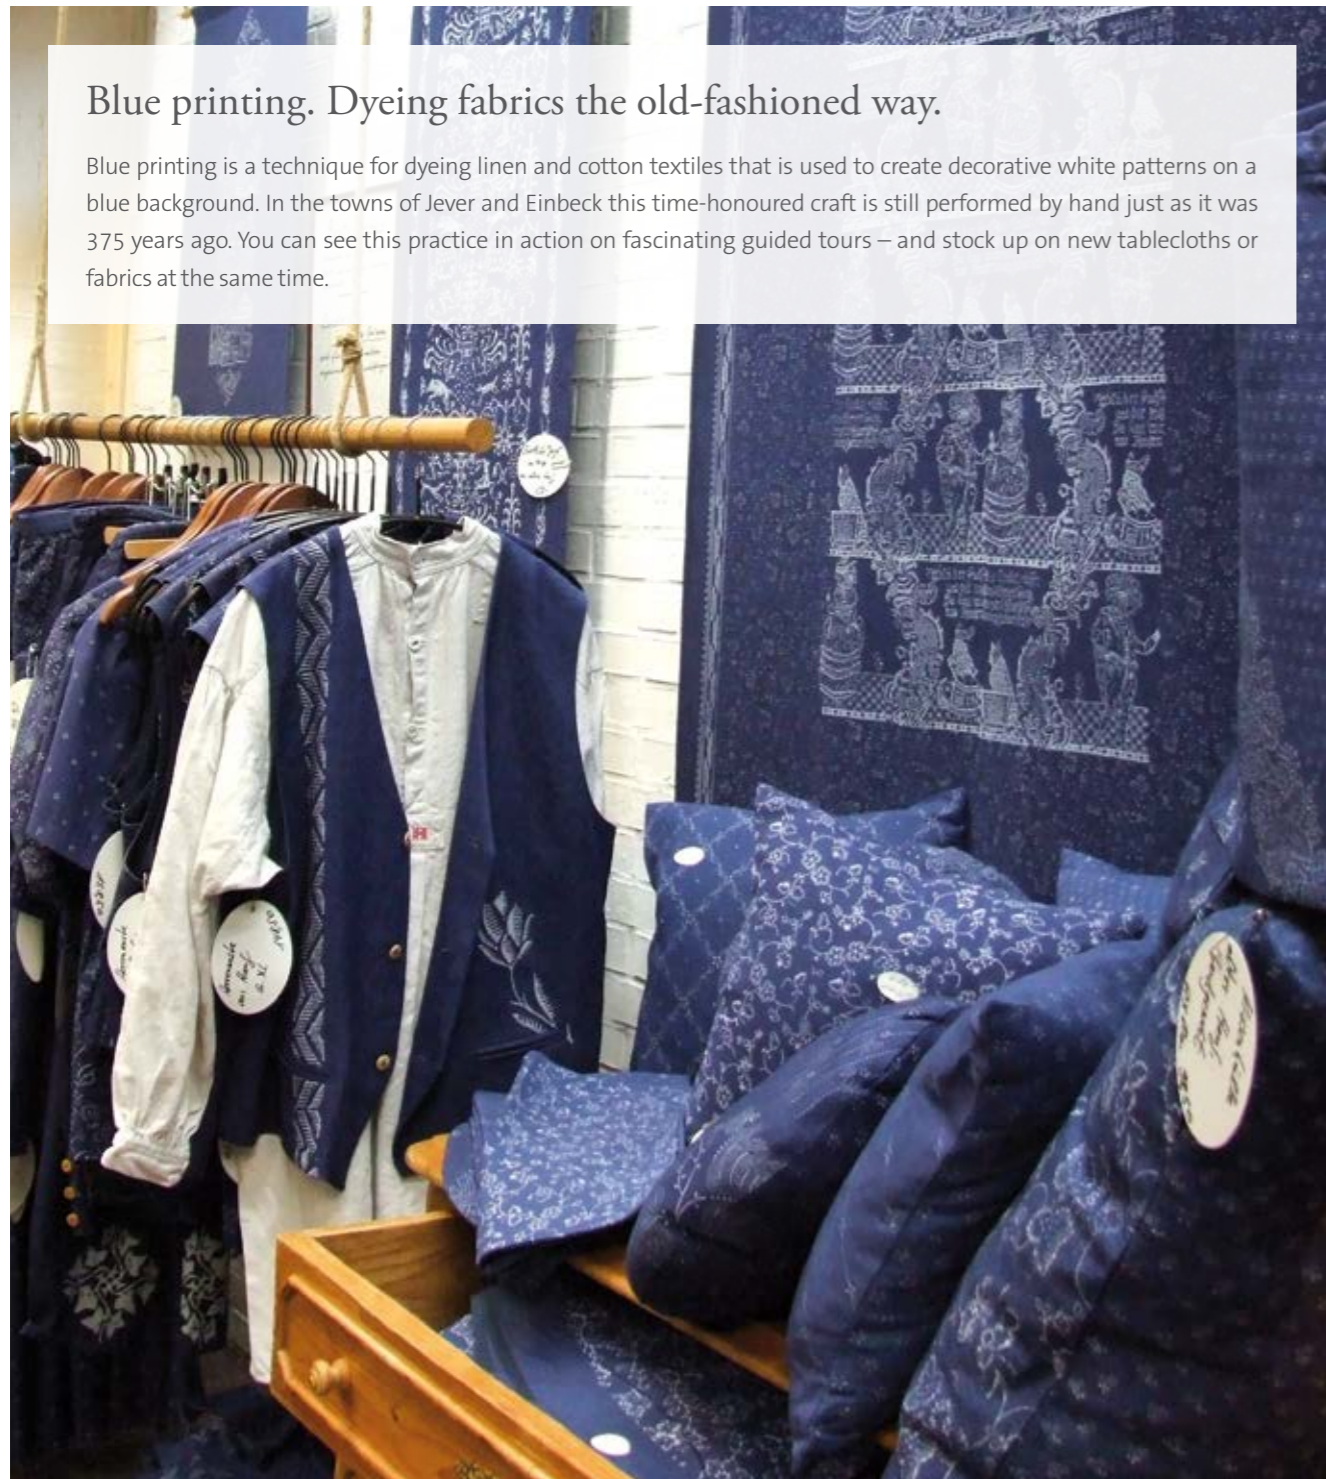 Blue printing. Dyeing fabrics the old-fashioned way.
Blue printing is a technique for dyeing linen and cotton textiles that is used to create decorative white patterns on a
blue background. In the towns of Jever and Einbeck this time-honoured craft is still performed by hand just as it was
375 years ago. You can see this practice in action on fascinating guided tours – and stock up on new tablecloths or
fabrics at the same time.